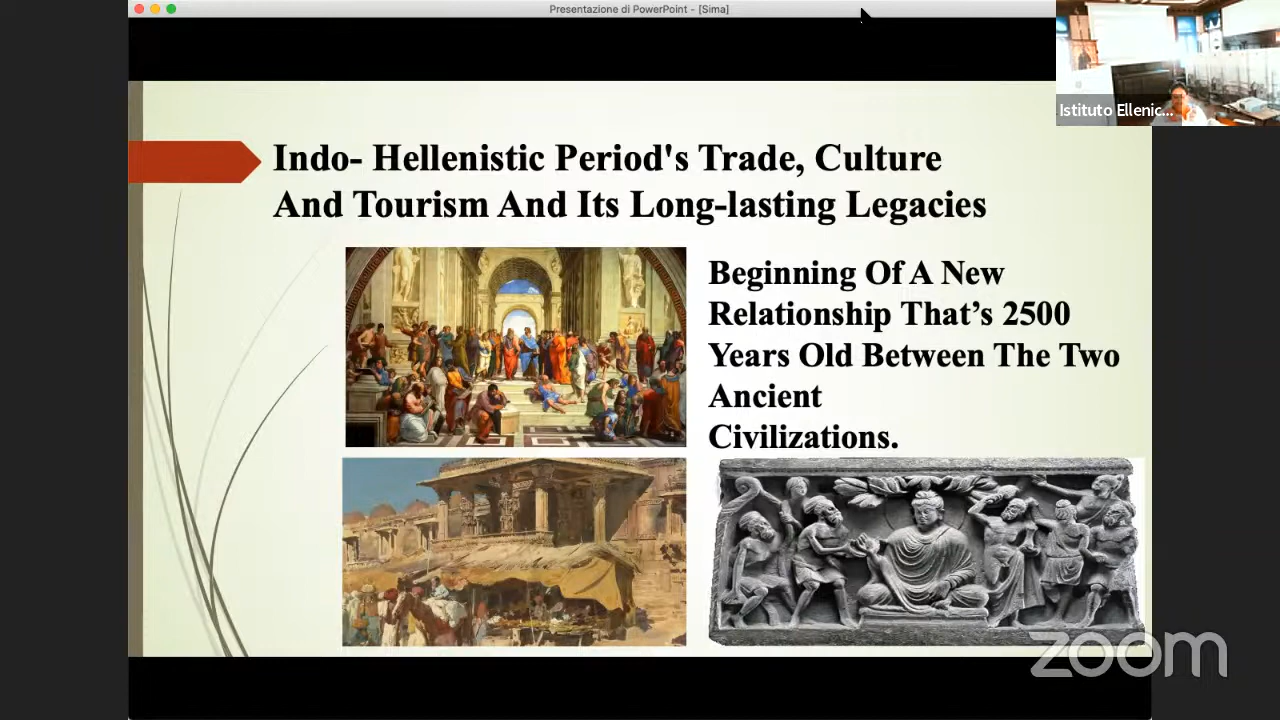 Presentazione di PowerPoint - [Sima]
Istituto Ellenic...
Indo- Hellenistic Period's Trade, Culture
And Tourism And Its Long-lasting Legacies
Beginning Of A New
Relationship That’s 2500
Years Old Between The Two
Ancient
Civilizations.
zoom